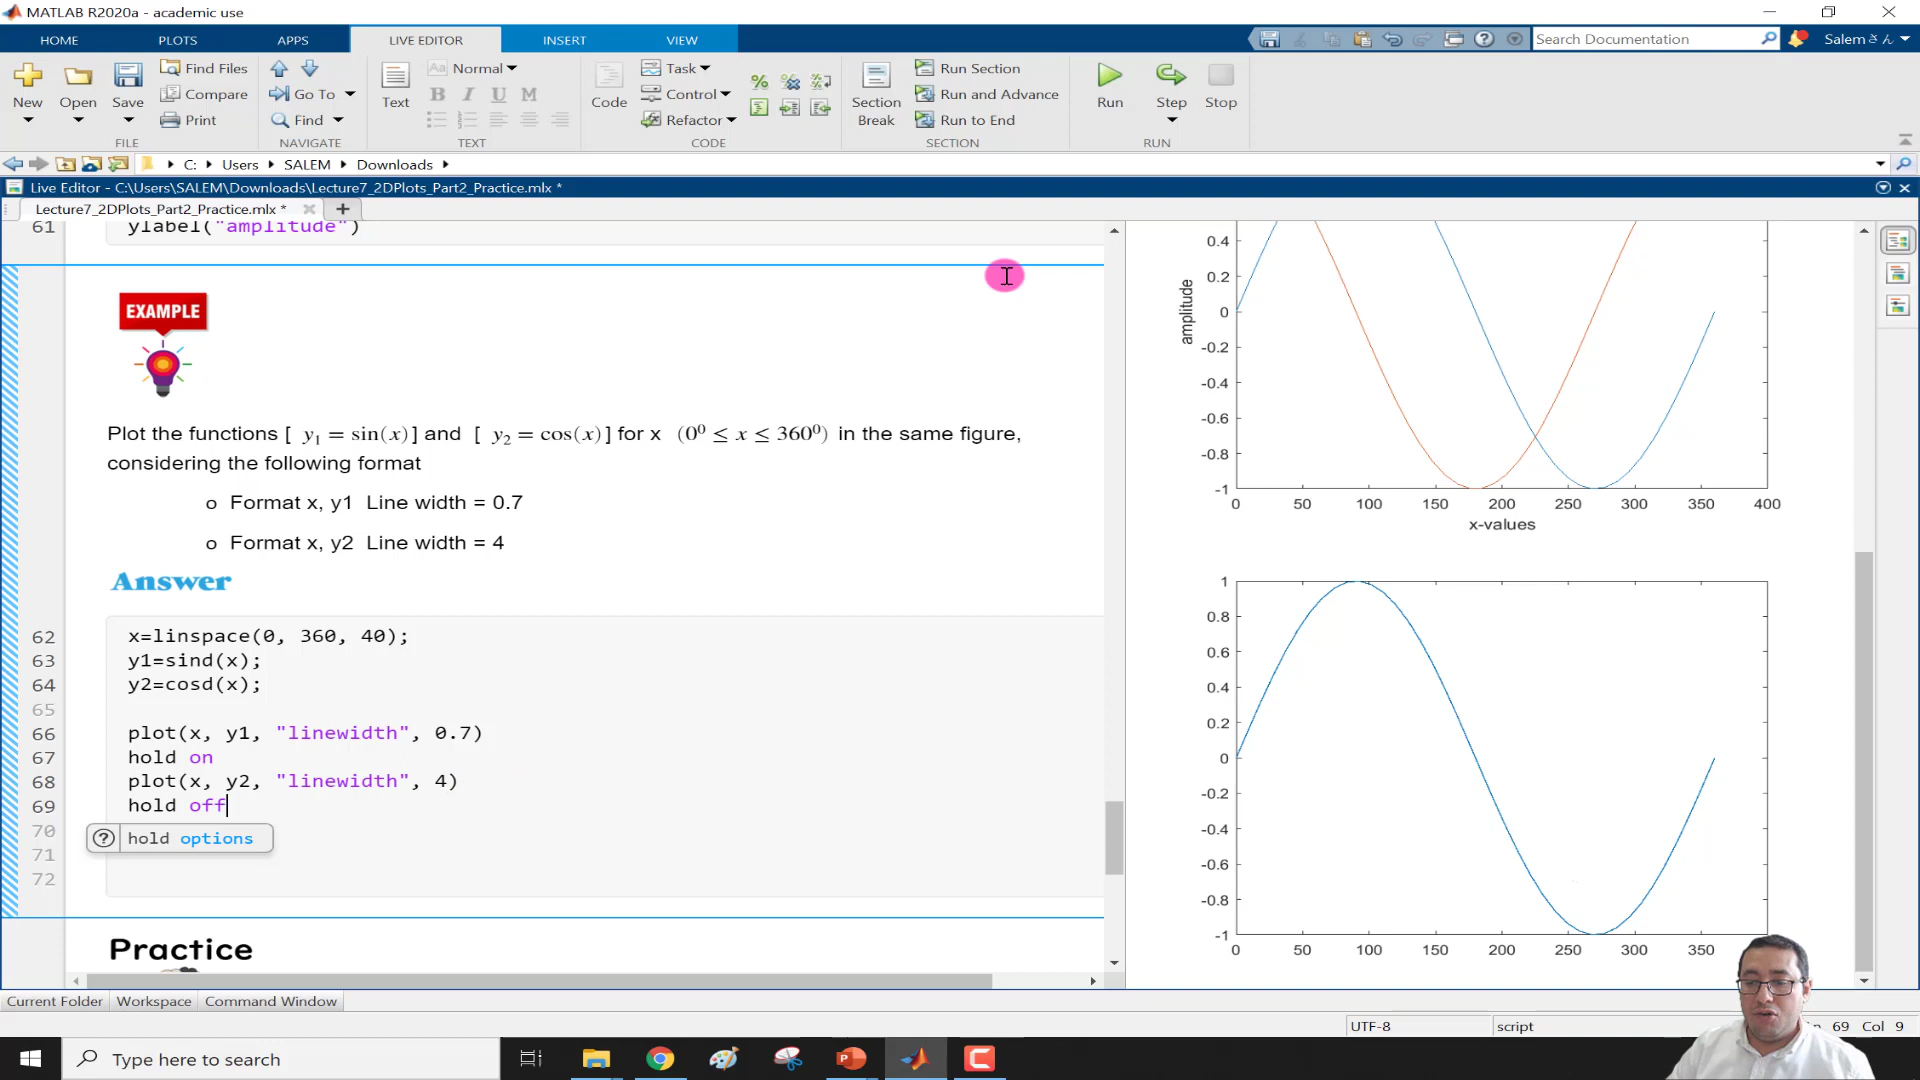 MATLAB R2020a - academic use
HOME PLOTS APPS LIVE EDITOR INSERT VIEW Search Documentation Salemさん
New Open Save Find Files Compare Print FILE
Go To Find NAVIGATE
Text Normal B I U M TEXT
Code Task Control Refactor CODE
Section Break Run Section Run and Advance Run to End SECTION
Run Step Stop RUN
C: Users SALEM Downloads
Live Editor - C:\Users\SALEM\Downloads\Lecture7_2DPlots_Part2_Practice.mlx *
Lecture7_2DPlots_Part2_Practice.mlx *
61 ylabel("amplitude")
EXAMPLE
Plot the functions [ y₁ = sin(x)] and [ y₂ = cos(x)] for x (0⁰ ≤ x ≤ 360⁰) in the same figure,
considering the following format
o Format x, y1 Line width = 0.7
o Format x, y2 Line width = 4
Answer
62 x=linspace(0, 360, 40);
63 y1=sind(x);
64 y2=cosd(x);
65
66 plot(x, y1, "linewidth", 0.7)
67 hold on
68 plot(x, y2, "linewidth", 4)
69 hold off
70 hold options
71
72
Practice
0.4
0.2
0
-0.2
-0.4
-0.6
-0.8
-1
amplitude
0 50 100 150 200 250 300 350 400
x-values
1
0.8
0.6
0.4
0.2
0
-0.2
-0.4
-0.6
-0.8
-1
0 50 100 150 200 250 300 350
Current Folder Workspace Command Window
UTF-8 script 69 Col 9
Type here to search